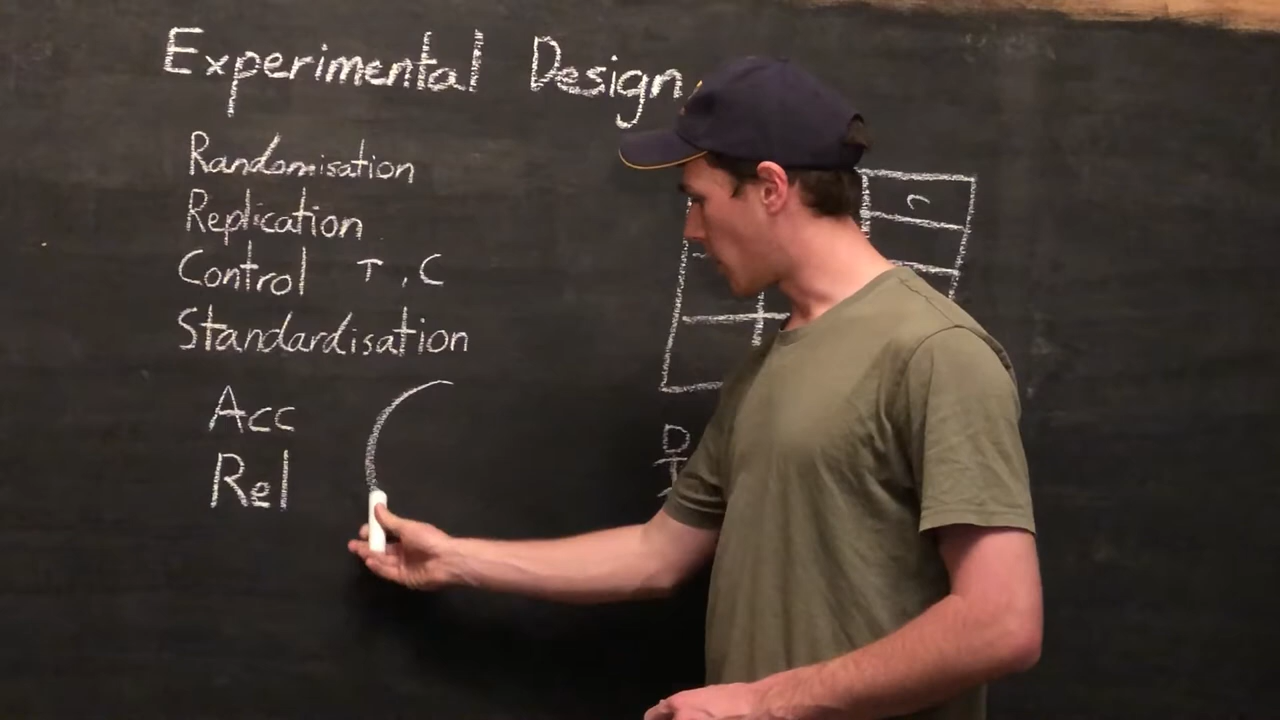 Experimental Design
Randomisation
Replication
Control T, C
Standardisation
Acc
Rel